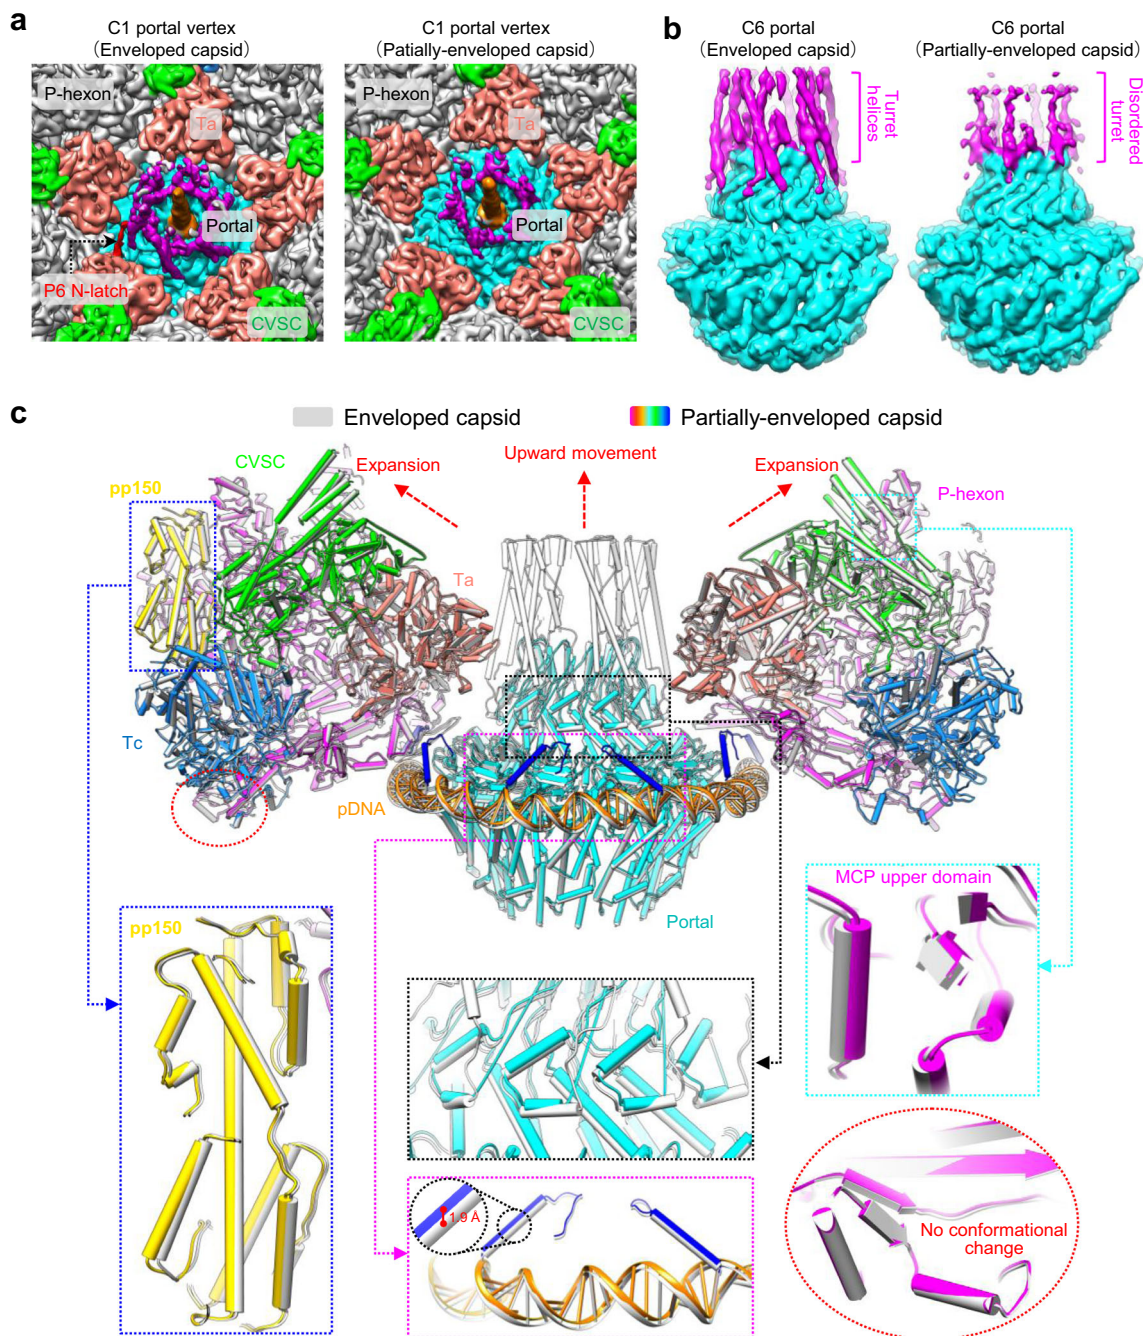 a
C1 portal vertex
(Enveloped capsid)
C1 portal vertex
(Patially-enveloped capsid)
P-hexon
Ta
Portal
P6 N-latch
CVSC
P-hexon
Ta
Portal
CVSC
b
C6 portal
(Enveloped capsid)
C6 portal
(Partially-enveloped capsid)
Turret
helices
Disordered
turret
c
Enveloped capsid
Partially-enveloped capsid
CVSC
Expansion
Upward movement
Expansion
pp150
P-hexon
Ta
Tc
pDNA
Portal
MCP upper domain
pp150
1.9 Å
No conformational
change